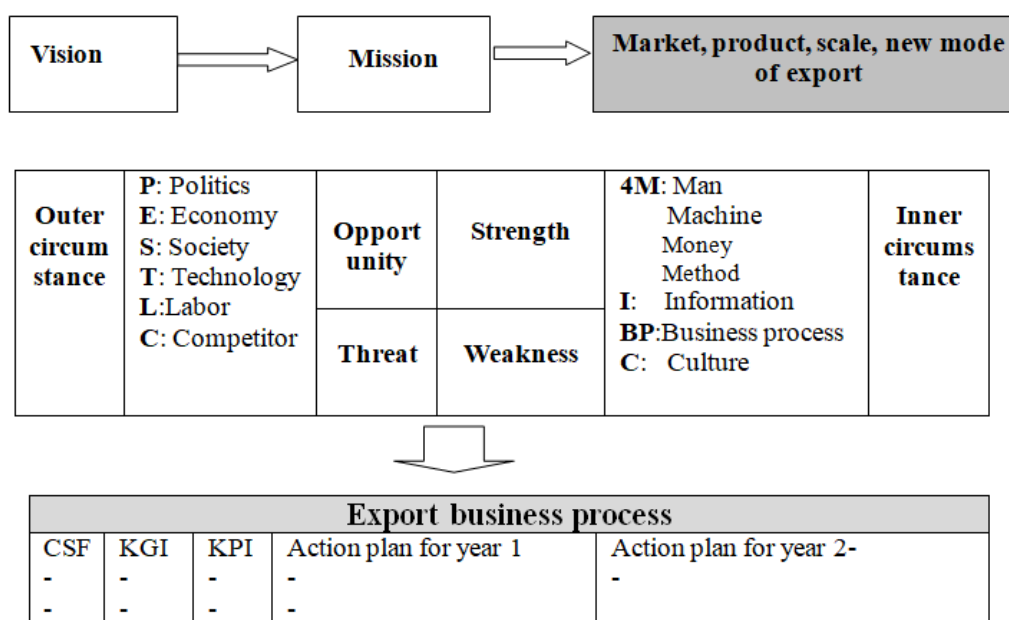 Vision
Mission
Market, product, scale, new mode
of export
Outer
circum
stance
P: Politics
E: Economy
S: Society
T: Technology
L:Labor
C: Competitor
Opport
unity
Strength
Threat
Weakness
4M: Man
Machine
Money
Method
I: Information
BP:Business process
C: Culture
Inner
circums
tance
Export business process
CSF KGI KPI Action plan for year 1 Action plan for year 2-
- - - - -
- - - -